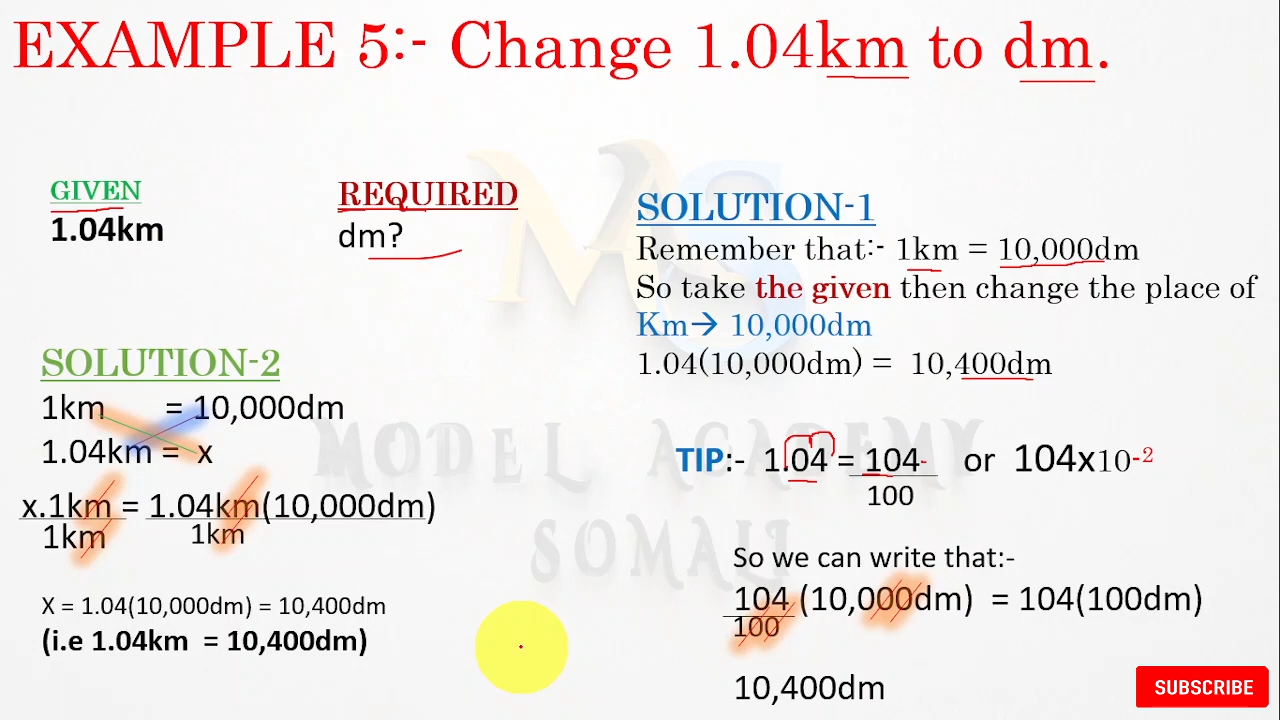 EXAMPLE 5:- Change 1.04km to dm.
GIVEN
1.04km
REQUIRED
dm?
SOLUTION-1
Remember that:- 1km = 10,000dm
So take the given then change the place of
Km→ 10,000dm
1.04(10,000dm) = 10,400dm
SOLUTION-2
1km = 10,000dm
1.04km = x
x.1km = 1.04km(10,000dm)
1km 1km
X = 1.04(10,000dm) = 10,400dm
(i.e 1.04km = 10,400dm)
TIP:- 1.04 = 104 or 104x10-2
100
So we can write that:-
104 (10,000dm) = 104(100dm)
100
10,400dm
MODEL ACADEMY
SOMALI
SUBSCRIBE